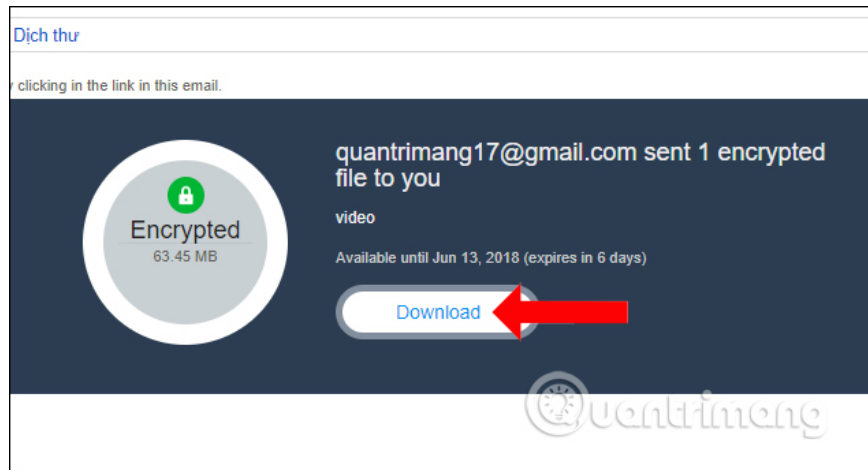 Dịch thư
clicking in the link in this email.
quantrimang17@gmail.com sent 1 encrypted
file to you
video
Available until Jun 13, 2018 (expires in 6 days)
Download
Encrypted
63.45 MB
Quantrimang